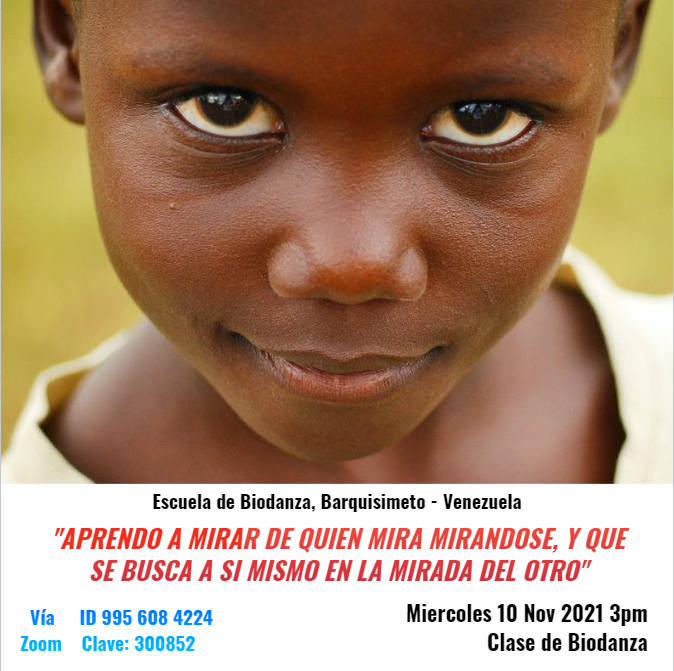 Escuela de Biodanza, Barquisimeto - Venezuela
"APRENDO A MIRAR DE QUIEN MIRA MIRANDOSE, Y QUE
SE BUSCA A SI MISMO EN LA MIRADA DEL OTRO"
Vía ID 995 608 4224
Zoom Clave: 300852
Miercoles 10 Nov 2021 3pm
Clase de Biodanza